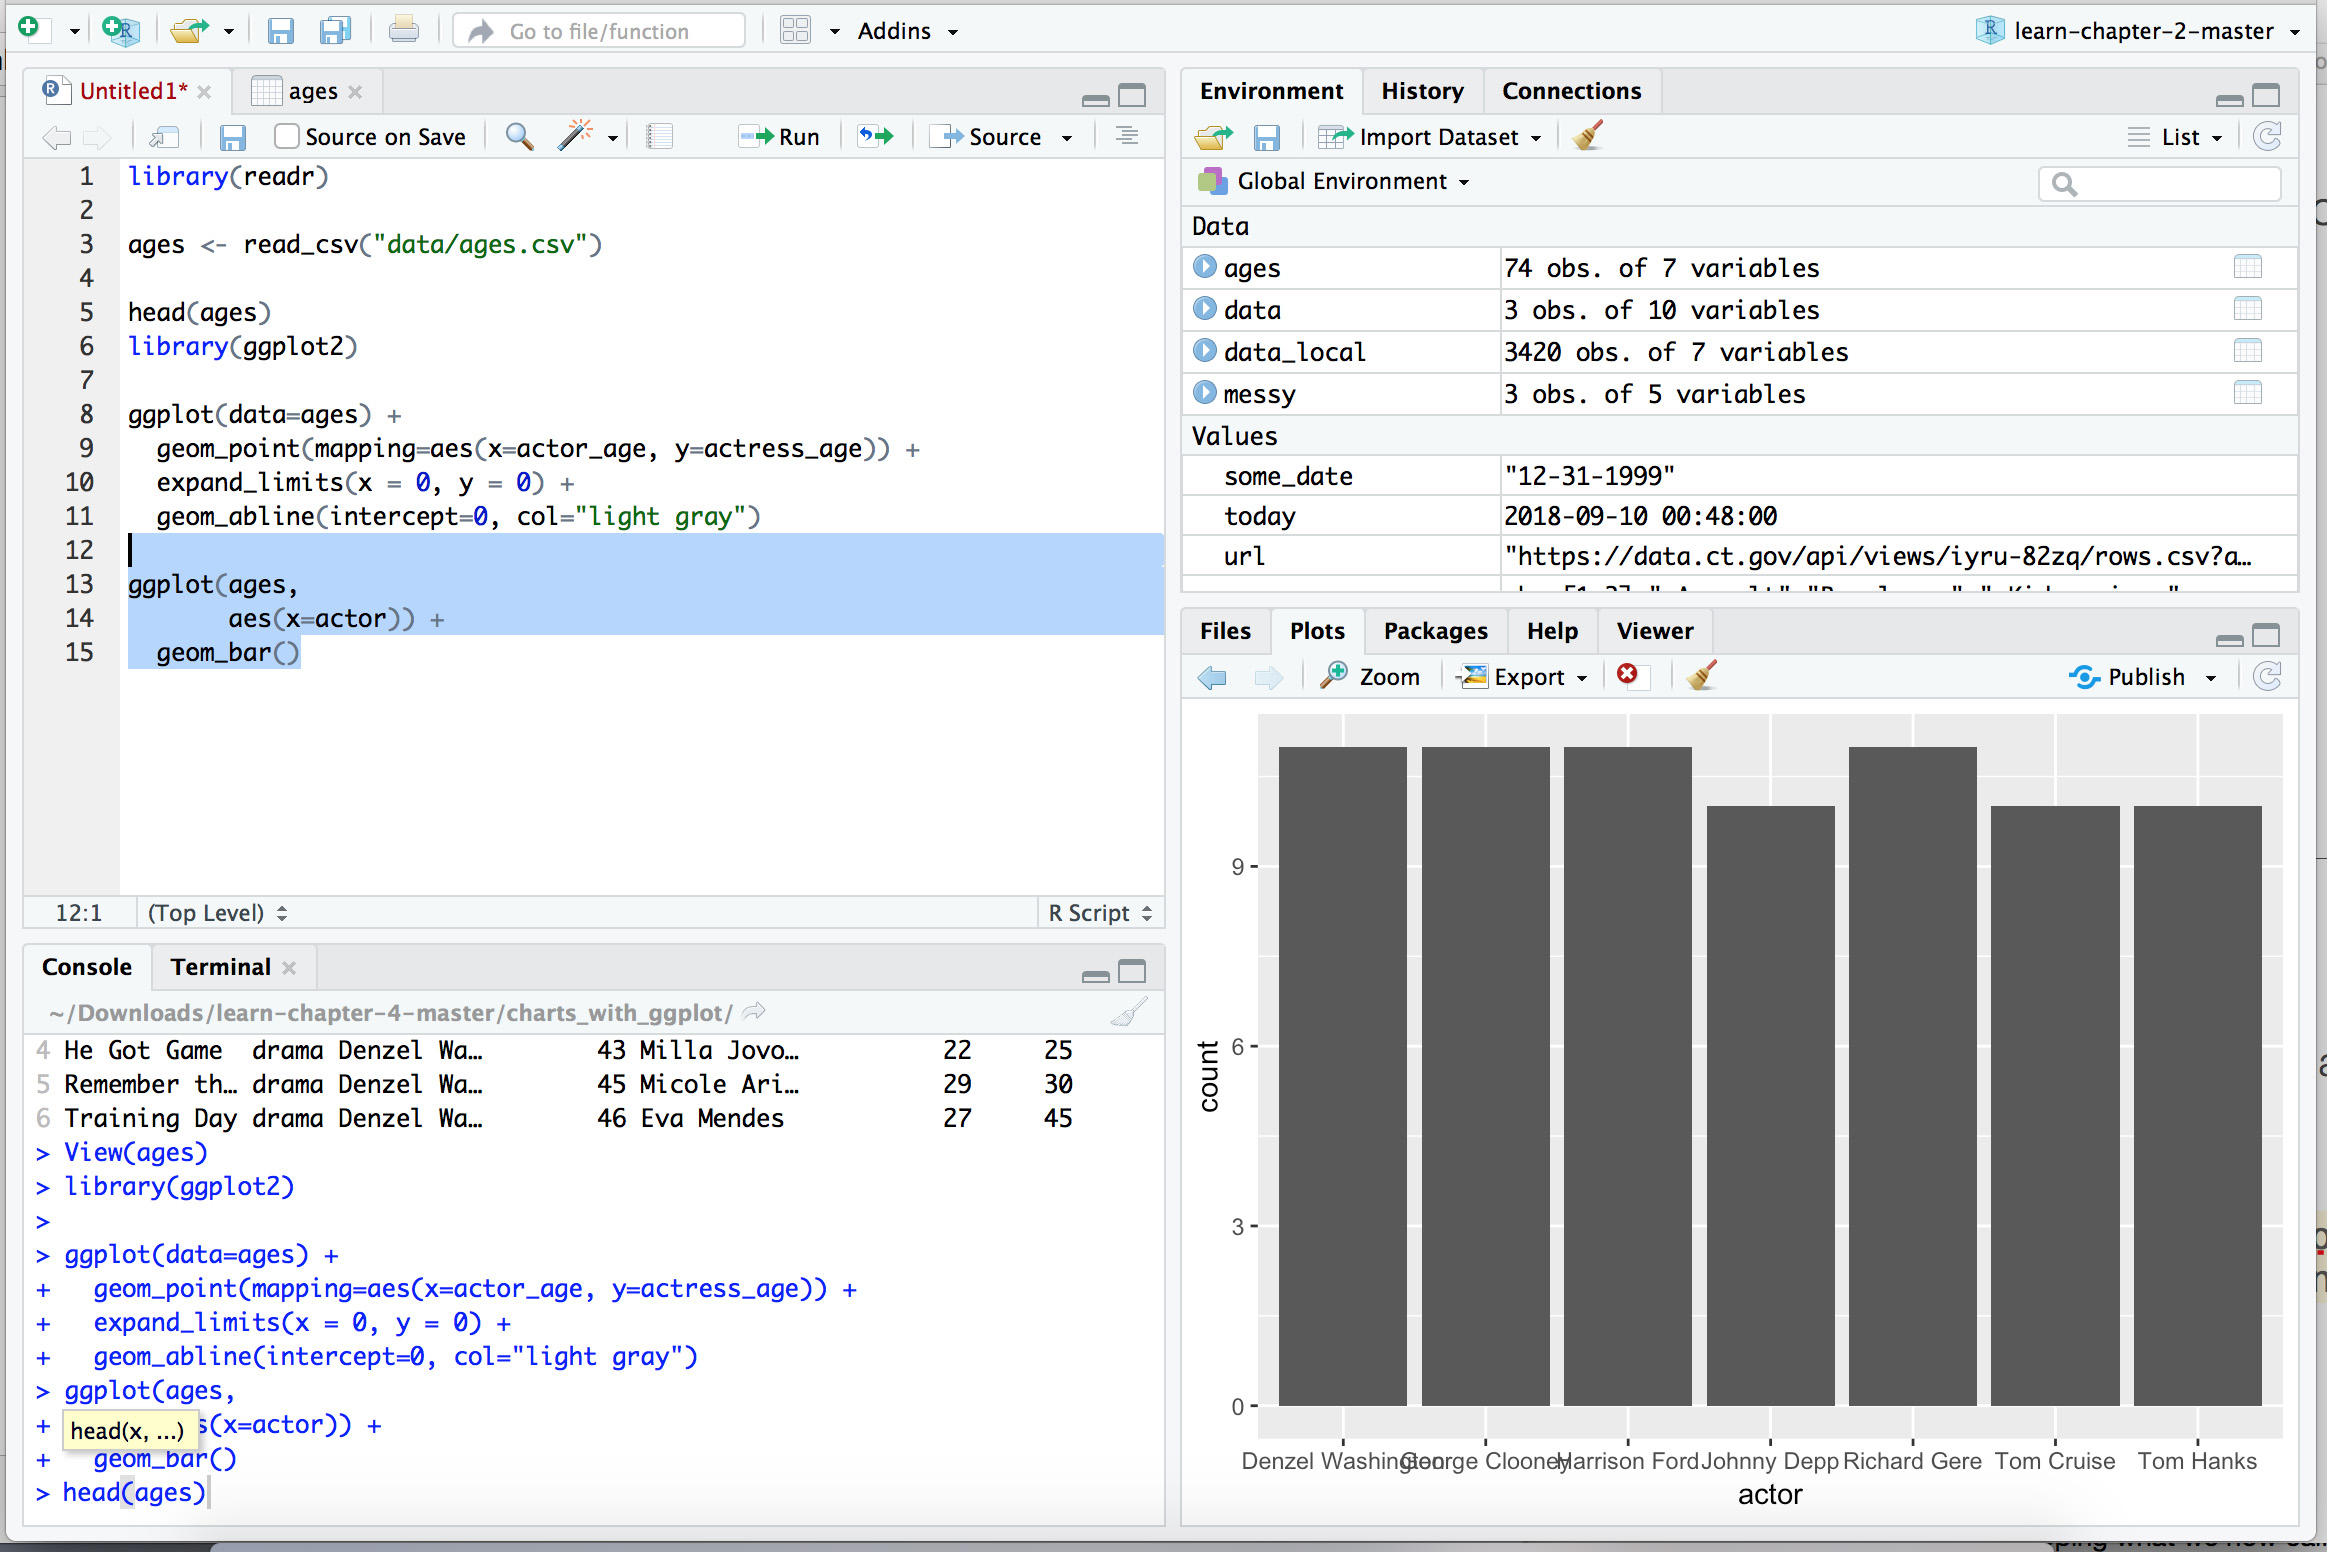 Go to file/function
Addins
learn-chapter-2-master
Untitled1*
ages
Source on Save
Run
Source
1 library(readr)
2
3 ages <- read_csv("data/ages.csv")
4
5 head(ages)
6 library(ggplot2)
7
8 ggplot(data=ages) +
9 geom_point(mapping=aes(x=actor_age, y=actress_age)) +
10 expand_limits(x = 0, y = 0) +
11 geom_abline(intercept=0, col="light gray")
12
13 ggplot(ages,
14 aes(x=actor)) +
15 geom_bar()
12:1 (Top Level) R Script
Console Terminal
~/Downloads/learn-chapter-4-master/charts_with_ggplot/
4 He Got Game drama Denzel Wa… 43 Milla Jovo… 22 25
5 Remember th… drama Denzel Wa… 45 Micole Ari… 29 30
6 Training Day drama Denzel Wa… 46 Eva Mendes 27 45
> View(ages)
> library(ggplot2)
>
> ggplot(data=ages) +
+ geom_point(mapping=aes(x=actor_age, y=actress_age)) +
+ expand_limits(x = 0, y = 0) +
+ geom_abline(intercept=0, col="light gray")
> ggplot(ages,
+ s(x=actor)) +
head(x, ...)
+ geom_bar()
> head(ages)
Environment History Connections
Import Dataset List
Global Environment
Data
ages 74 obs. of 7 variables
data 3 obs. of 10 variables
data_local 3420 obs. of 7 variables
messy 3 obs. of 5 variables
Values
some_date "12-31-1999"
today 2018-09-10 00:48:00
url "https://data.ct.gov/api/views/iyru-82zq/rows.csv?a…
Files Plots Packages Help Viewer
Zoom Export Publish
9
6
3
0
count
Denzel Washington George Clooney Harrison Ford Johnny Depp Richard Gere Tom Cruise Tom Hanks
actor